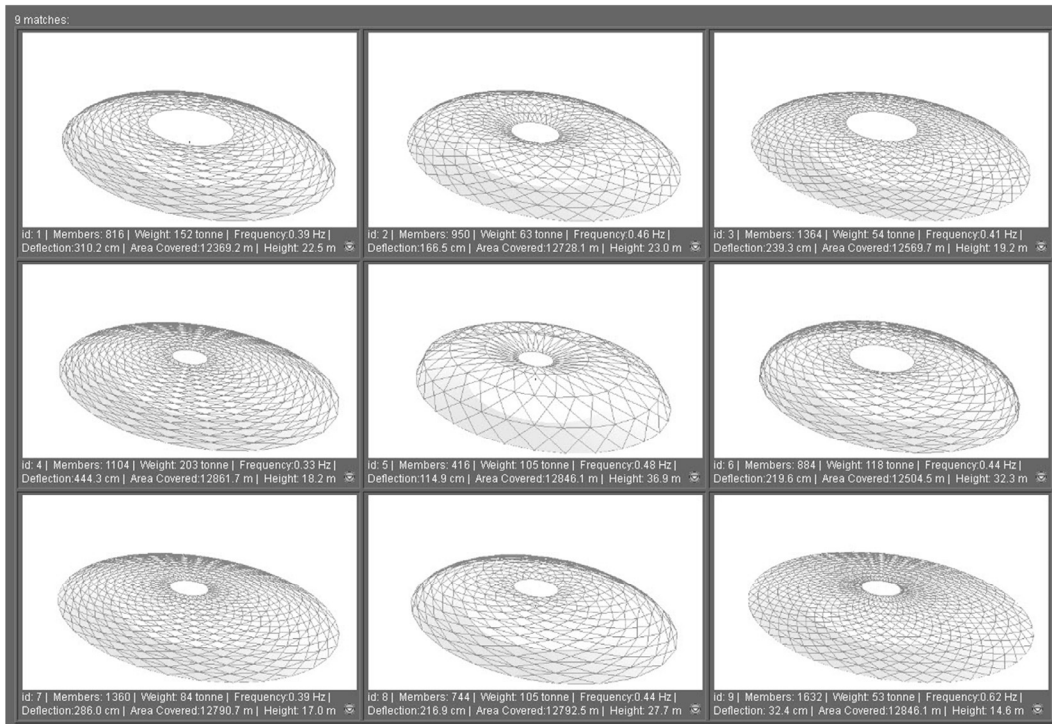 9 matches:
id: 1 | Members: 816 | Weight: 152 tonne | Frequency:0.39 Hz |
Deflection:310.2 cm | Area Covered:12369.2 m | Height: 22.5 m
id: 2 | Members: 950 | Weight: 63 tonne | Frequency:0.46 Hz |
Deflection:166.5 cm | Area Covered:12728.1 m | Height: 23.0 m
id: 3 | Members: 1364 | Weight: 54 tonne | Frequency:0.41 Hz |
Deflection:239.3 cm | Area Covered:12569.7 m | Height: 19.2 m
id: 4 | Members: 1104 | Weight: 203 tonne | Frequency:0.33 Hz |
Deflection:444.3 cm | Area Covered:12861.7 m | Height: 18.2 m
id: 5 | Members: 416 | Weight: 105 tonne | Frequency:0.48 Hz |
Deflection:114.9 cm | Area Covered:12846.1 m | Height: 36.9 m
id: 6 | Members: 884 | Weight: 118 tonne | Frequency:0.44 Hz |
Deflection:219.6 cm | Area Covered:12504.5 m | Height: 32.3 m
id: 7 | Members: 1360 | Weight: 84 tonne | Frequency:0.39 Hz |
Deflection:286.0 cm | Area Covered:12790.7 m | Height: 17.0 m
id: 8 | Members: 744 | Weight: 105 tonne | Frequency:0.44 Hz |
Deflection:216.9 cm | Area Covered:12792.5 m | Height: 27.7 m
id: 9 | Members: 1632 | Weight: 53 tonne | Frequency:0.62 Hz |
Deflection: 32.4 cm | Area Covered:12846.1 m | Height: 14.6 m